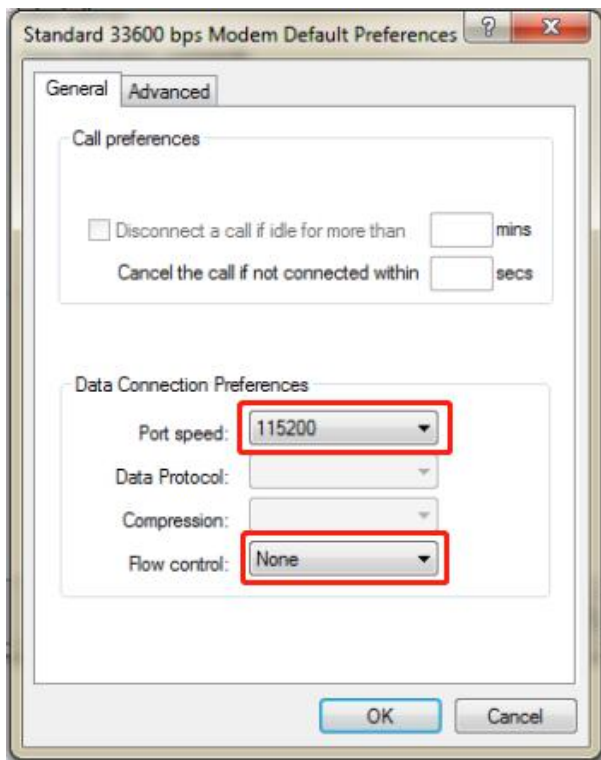 Standard 33600 bps Modem Default Preferences ?
General Advanced
Call preferences
Disconnect a call if idle for more than mins
Cancel the call if not connected within secs
Data Connection Preferences
Port speed: 115200
Data Protocol:
Compression:
Flow control: None
OK Cancel